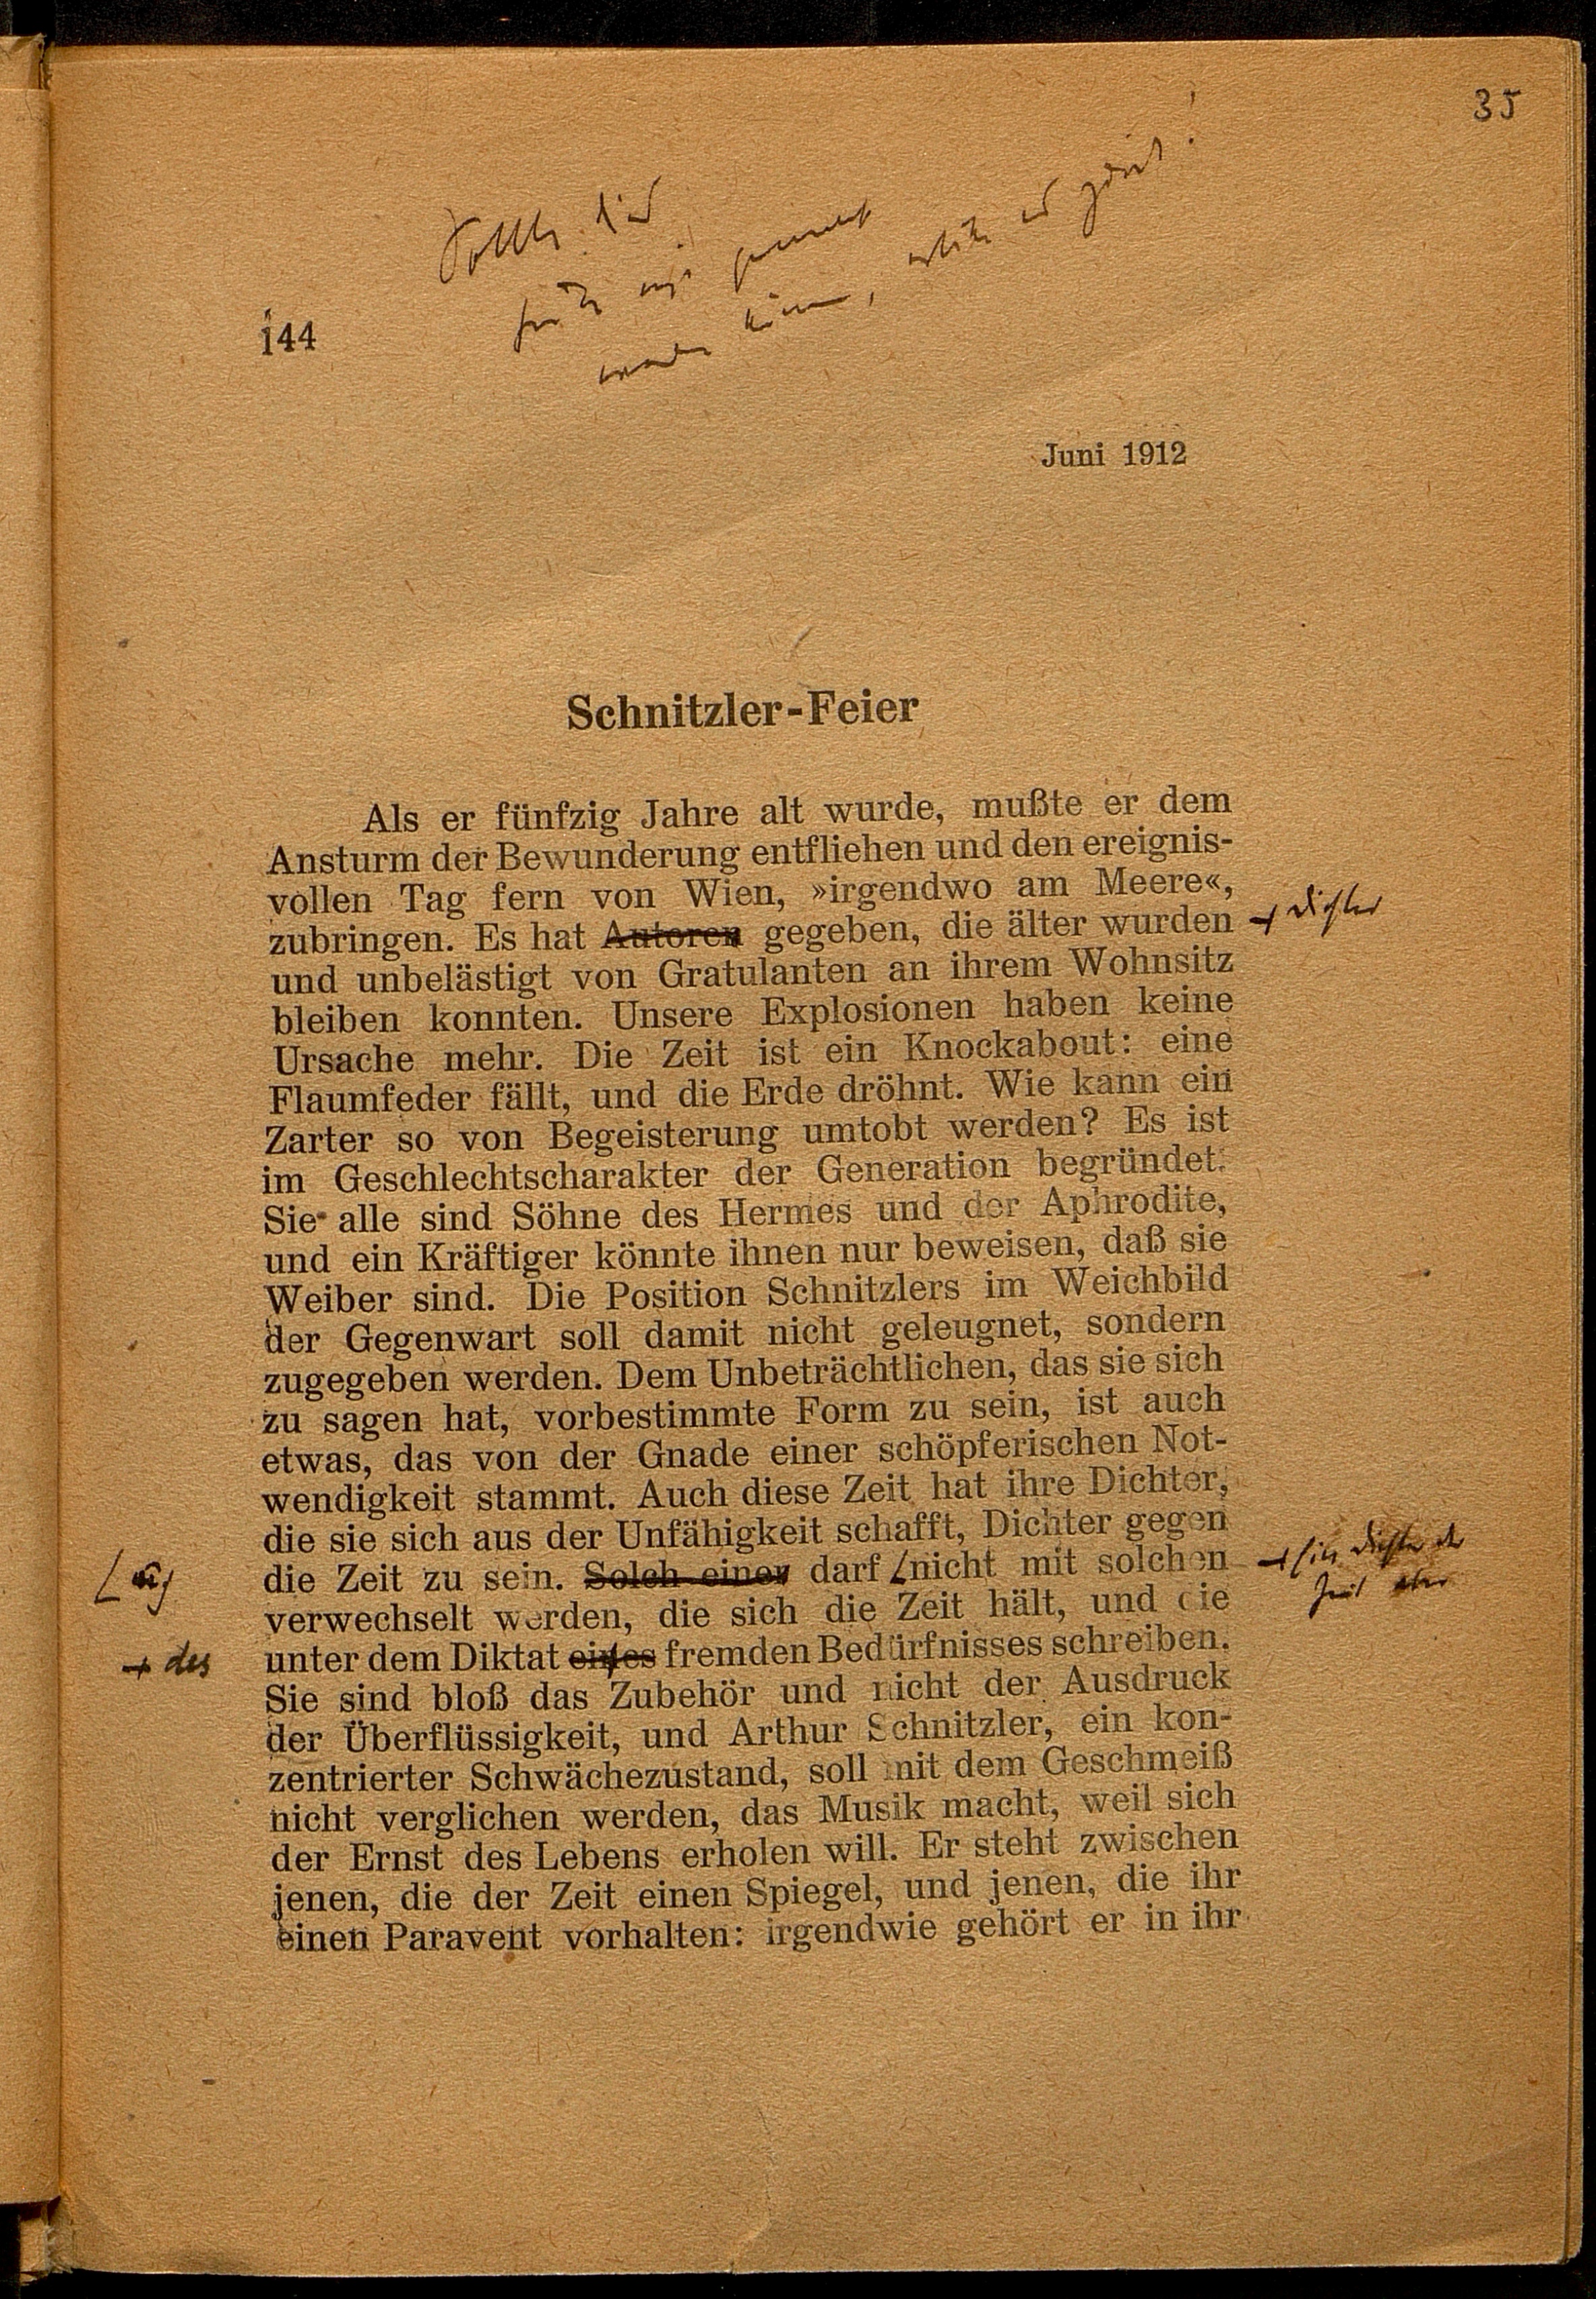 35
144
Juni 1912
Schnitzler-Feier
Als er fünfzig Jahre alt wurde, mußte er dem
Ansturm der Bewunderung entfliehen und den ereignis-
vollen Tag fern von Wien, »irgendwo am Meere«,
zubringen. Es hat Autoren gegeben, die älter wurden
Dichter
und unbelästigt von Gratulanten an ihrem Wohnsitz
bleiben konnten. Unsere Explosionen haben keine
Ursache mehr. Die Zeit ist ein Knockabout: eine
Flaumfeder fällt, und die Erde dröhnt. Wie kann ein
Zarter so von Begeisterung umtobt werden? Es ist
im Geschlechtscharakter der Generation begründet.
Sie alle sind Söhne des Hermes und der Aphrodite,
und ein Kräftiger könnte ihnen nur beweisen, daß sie
Weiber sind. Die Position Schnitzlers im Weichbild
der Gegenwart soll damit nicht geleugnet, sondern
zugegeben werden. Dem Unbeträchtlichen, das sie sich
zu sagen hat, vorbestimmte Form zu sein, ist auch
etwas, das von der Gnade einer schöpferischen Not-
wendigkeit stammt. Auch diese Zeit hat ihre Dichter,
die sie sich aus der Unfähigkeit schafft, Dichter gegen
die Zeit zu sein. Solch einer darf nicht mit solchen
verwechselt werden, die sich die Zeit hält, und die
des
unter dem Diktat eines fremden Bedürfnisses schreiben.
Sie sind bloß das Zubehör und nicht der Ausdruck
der Überflüssigkeit, und Arthur Schnitzler, ein kon-
zentrierter Schwächezustand, soll mit dem Geschmeiß
nicht verglichen werden, das Musik macht, weil sich
der Ernst des Lebens erholen will. Er steht zwischen
jenen, die der Zeit einen Spiegel, und jenen, die ihr
einen Paravent vorhalten: irgendwie gehört er in ihr